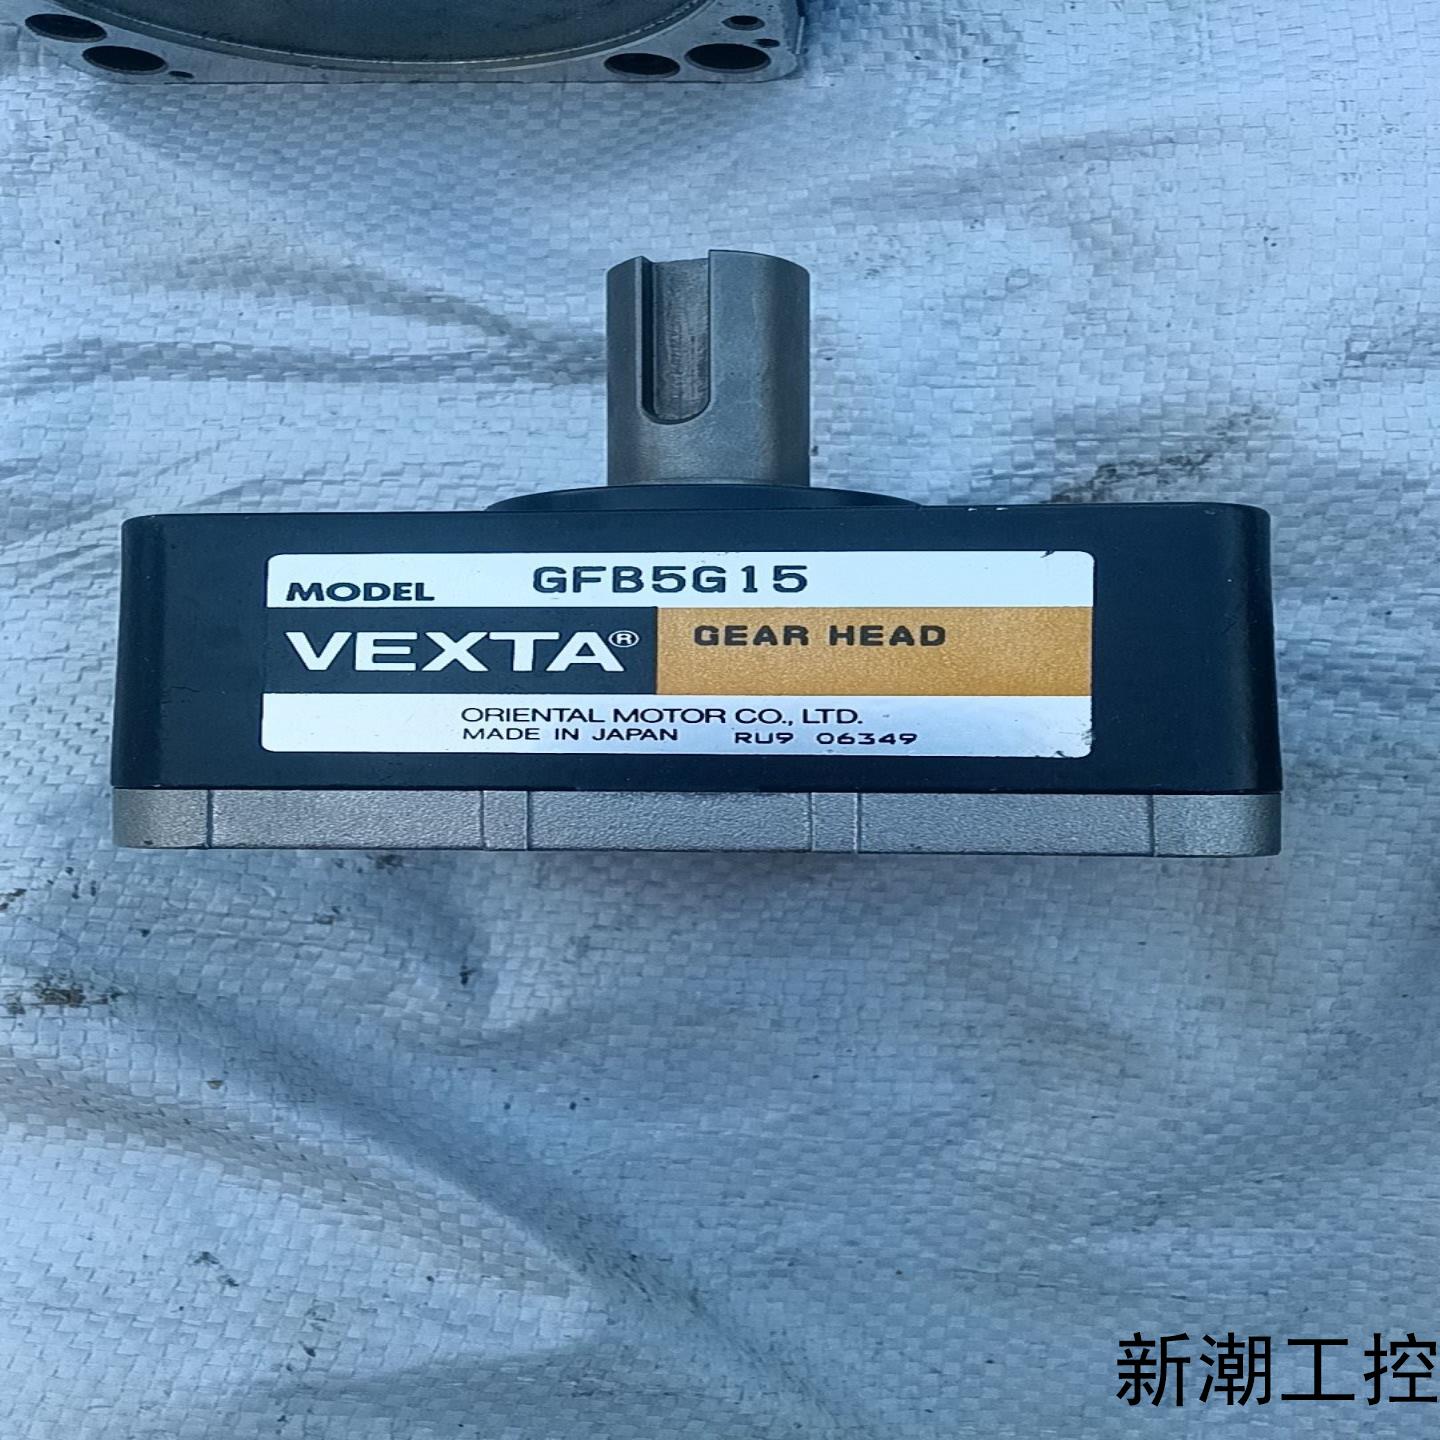 MODEL GFB5G15
VEXTA® GEAR HEAD
ORIENTAL MOTOR CO., LTD.
MADE IN JAPAN RU9 06349
新潮工控